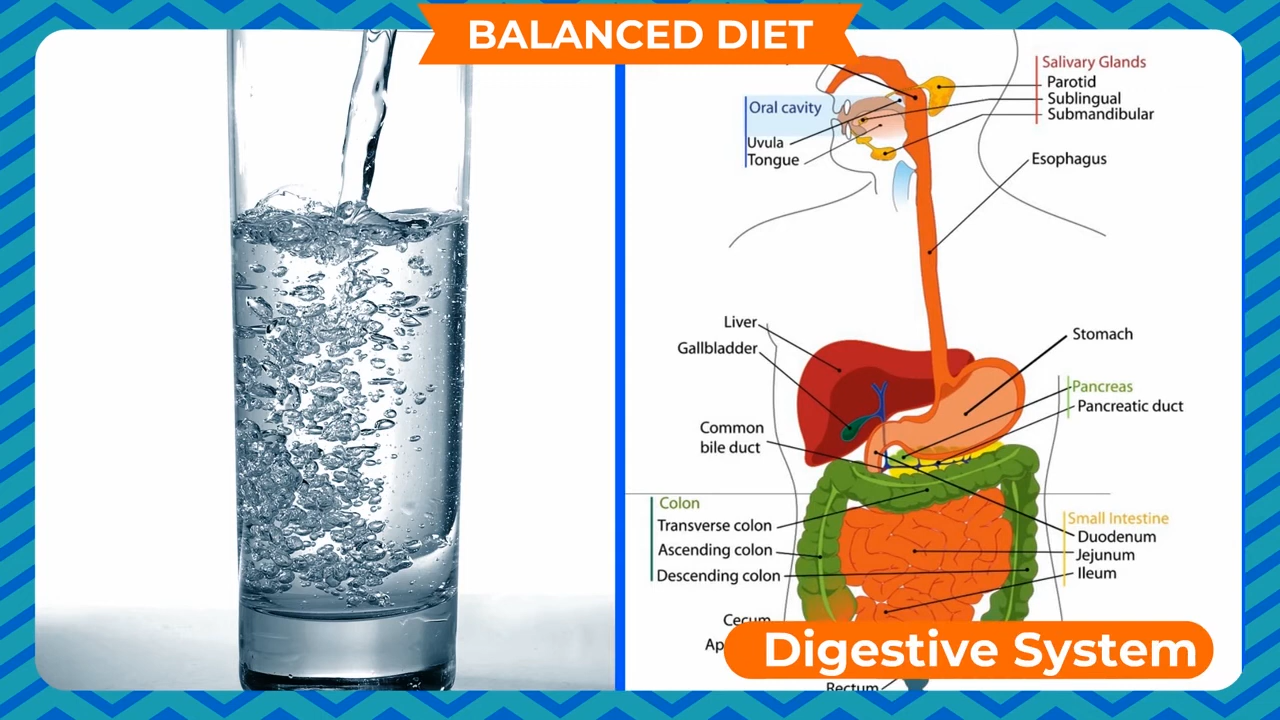 BALANCED DIET
Salivary Glands
Parotid
Sublingual
Submandibular
Oral cavity
Uvula
Tongue
Esophagus
Liver
Gallbladder
Stomach
Pancreas
Pancreatic duct
Common
bile duct
Colon
Transverse colon
Ascending colon
Descending colon
Small Intestine
Duodenum
Jejunum
Ileum
Cecum
Digestive System
Rectum